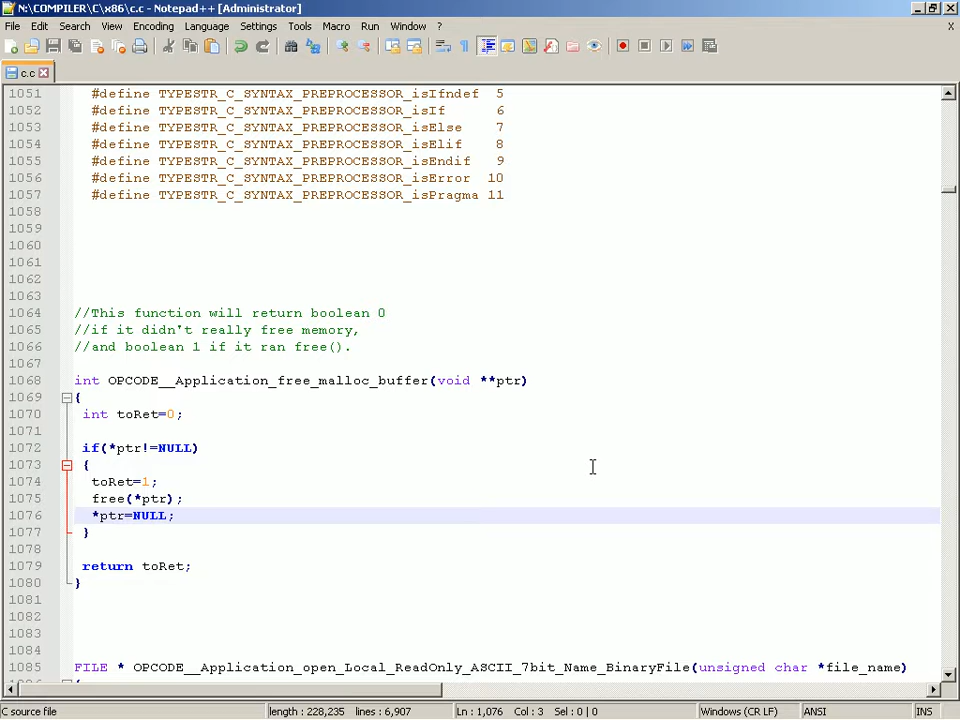 N:\COMPILER\C\x86\c.c - Notepad++ [Administrator]
File Edit Search View Encoding Language Settings Tools Macro Run Window ? X
c.c
1051 #define TYPESTR_C_SYNTAX_PREPROCESSOR_isIfndef 5
1052 #define TYPESTR_C_SYNTAX_PREPROCESSOR_isIf 6
1053 #define TYPESTR_C_SYNTAX_PREPROCESSOR_isElse 7
1054 #define TYPESTR_C_SYNTAX_PREPROCESSOR_isElif 8
1055 #define TYPESTR_C_SYNTAX_PREPROCESSOR_isEndif 9
1056 #define TYPESTR_C_SYNTAX_PREPROCESSOR_isError 10
1057 #define TYPESTR_C_SYNTAX_PREPROCESSOR_isPragma 11
1058
1059
1060
1061
1062
1063
1064 //This function will return boolean 0
1065 //if it didn't really free memory,
1066 //and boolean 1 if it ran free().
1067
1068 int OPCODE__Application_free_malloc_buffer(void **ptr)
1069 {
1070 int toRet=0;
1071
1072 if(*ptr!=NULL)
1073 {
1074 toRet=1;
1075 free(*ptr);
1076 *ptr=NULL;
1077 }
1078
1079 return toRet;
1080 }
1081
1082
1083
1084
1085 FILE * OPCODE__Application_open_Local_ReadOnly_ASCII_7bit_Name_BinaryFile(unsigned char *file_name)
C source file length : 228,235 lines : 6,907 Ln : 1,076 Col : 3 Sel : 0 | 0 Windows (CR LF) ANSI INS